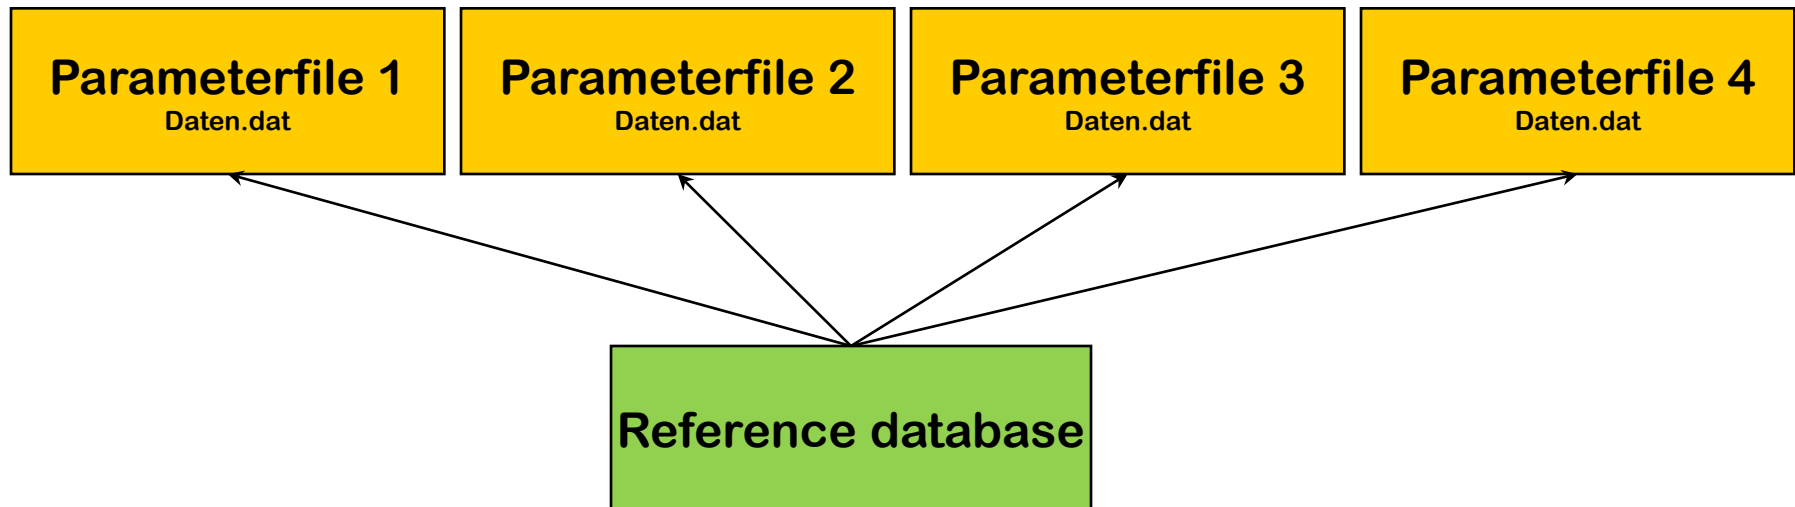 Parameterfile 1
Daten.dat
Parameterfile 2
Daten.dat
Parameterfile 3
Daten.dat
Parameterfile 4
Daten.dat
Reference database